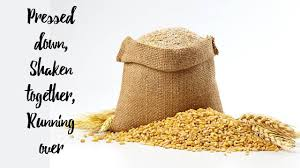 Pressed
down,
Shaken
together,
Running
over